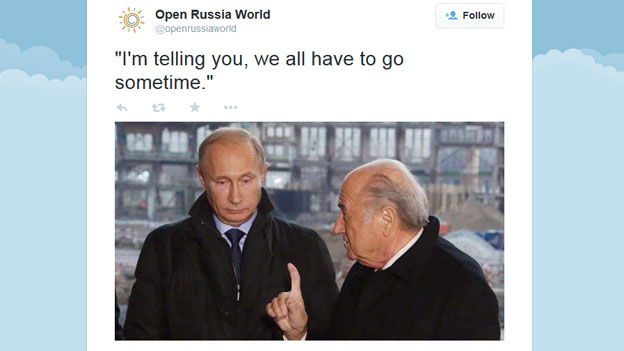 Open Russia World
@openrussiaworld
Follow
"I'm telling you, we all have to go
sometime."